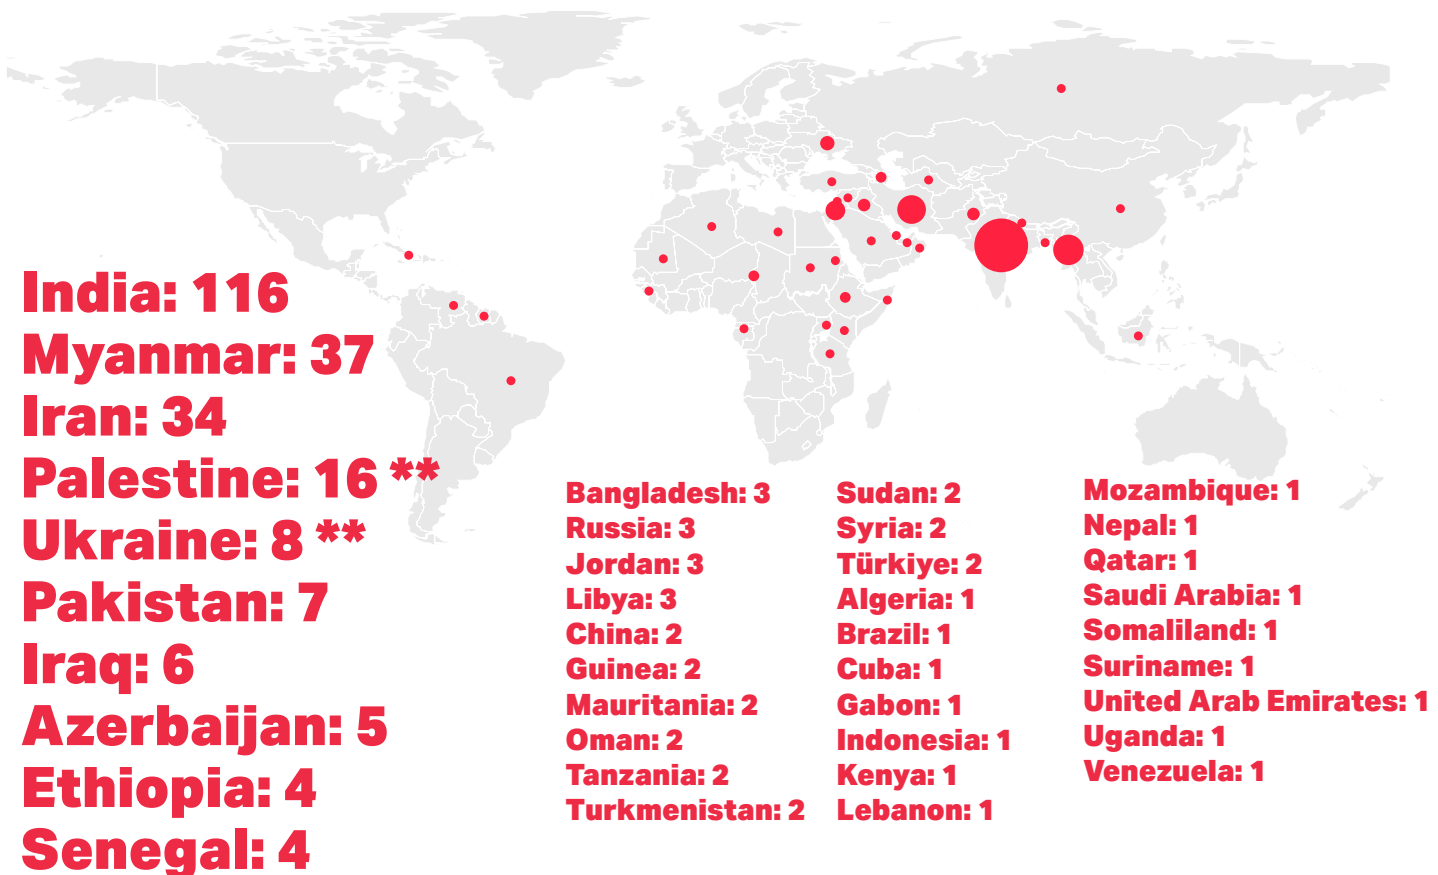 India: 116
Myanmar: 37
Iran: 34
Palestine: 16 **
Ukraine: 8 **
Pakistan: 7
Iraq: 6
Azerbaijan: 5
Ethiopia: 4
Senegal: 4
Bangladesh: 3
Russia: 3
Jordan: 3
Libya: 3
China: 2
Guinea: 2
Mauritania: 2
Oman: 2
Tanzania: 2
Turkmenistan: 2
Sudan: 2
Syria: 2
Türkiye: 2
Algeria: 1
Brazil: 1
Cuba: 1
Gabon: 1
Indonesia: 1
Kenya: 1
Lebanon: 1
Mozambique: 1
Nepal: 1
Qatar: 1
Saudi Arabia: 1
Somaliland: 1
Suriname: 1
United Arab Emirates: 1
Uganda: 1
Venezuela: 1